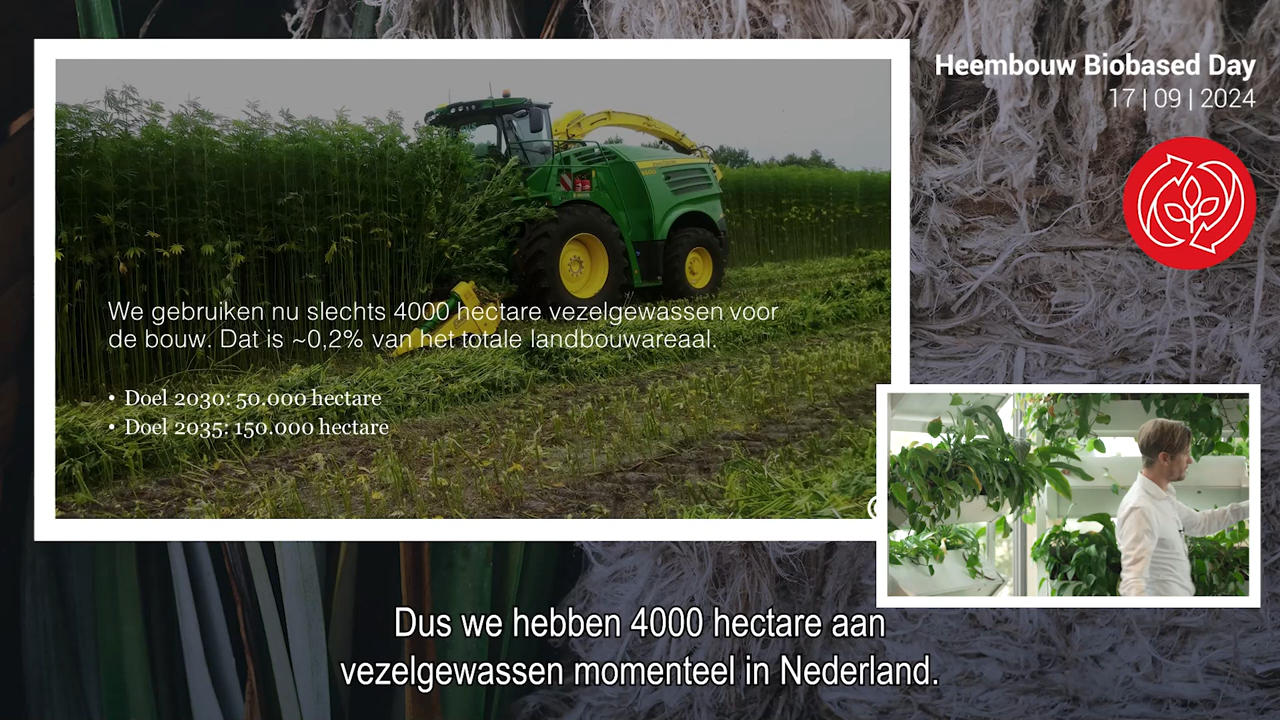 Heembouw Biobased Day
17 | 09 | 2024
We gebruiken nu slechts 4000 hectare vezelgewassen voor
de bouw. Dat is ~0,2% van het totale landbouwareaal.
• Doel 2030: 50.000 hectare
• Doel 2035: 150.000 hectare
Dus we hebben 4000 hectare aan
vezelgewassen momenteel in Nederland.